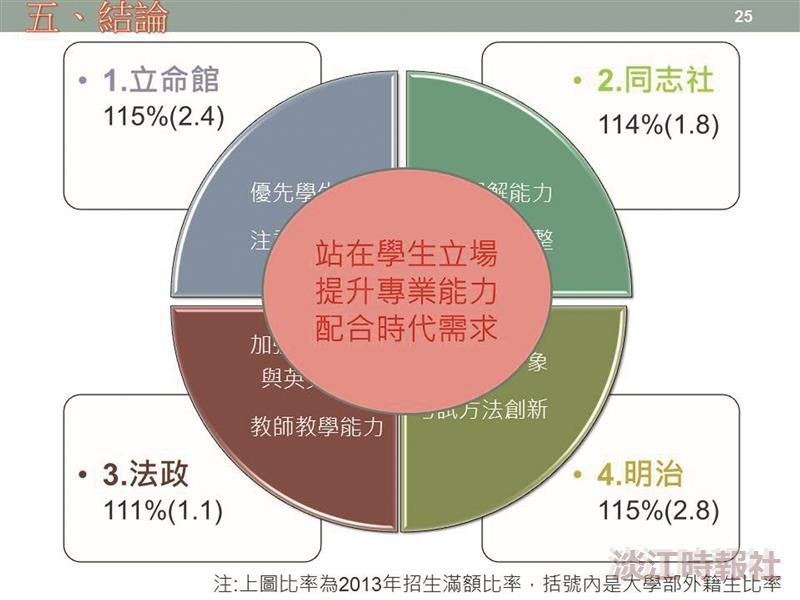 五、結論
25
• 1.立命館
115%(2.4)
• 2.同志社
114%(1.8)
優先學生
解能力
整
站在學生立場
提升專業能力
配合時代需求
與英
象
教師教學能力
試方法創新
• 3.法政
111%(1.1)
• 4.明治
115%(2.8)
淡江時報社
注:上圖比率為2013年招生滿額比率，括號內是大學部外籍生比率